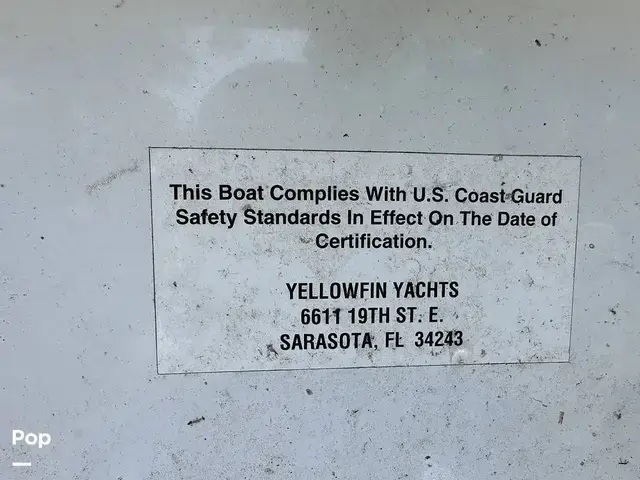 This Boat Complies With U.S. Coast Guard
Safety Standards In Effect On The Date of
Certification.
YELLOWFIN YACHTS
6611 19TH ST. E.
SARASOTA, FL 34243
Pop